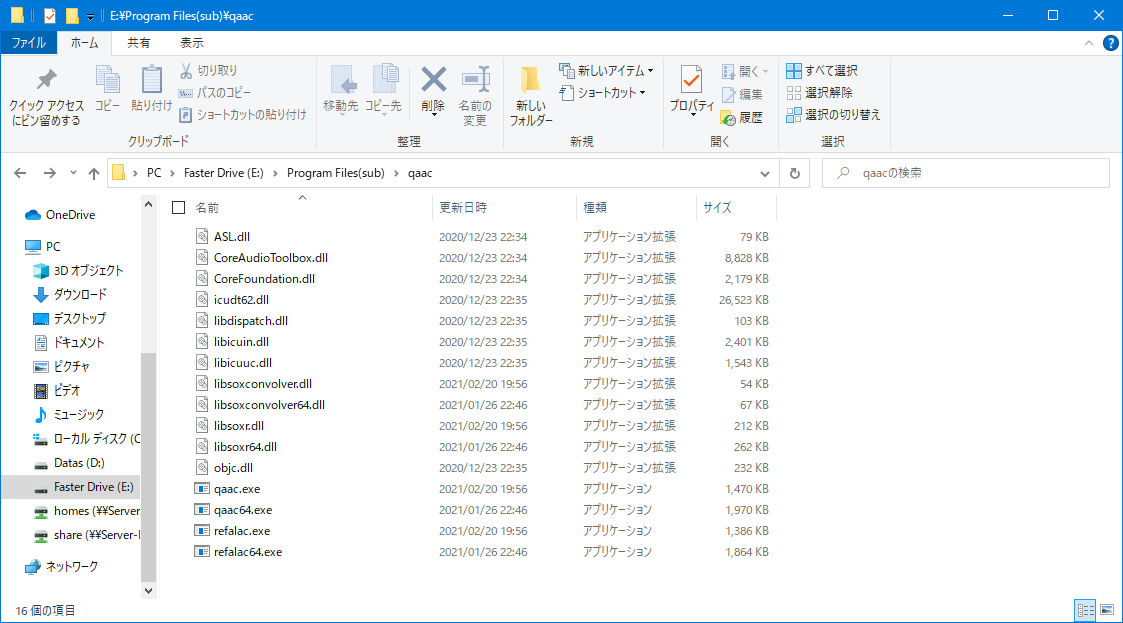 E:¥Program Files(sub)¥qaac
ファイル ホーム 共有 表示
クイック アクセス
にピン留めする
コピー
貼り付け
切り取り
パスのコピー
ショートカットの貼り付け
クリップボード
移動先
コピー先
削除
名前の
変更
整理
新しい
フォルダー
新しいアイテム
ショートカット
新規
プロパティ
開く
編集
履歴
開く
すべて選択
選択解除
選択の切り替え
選択
PC Faster Drive (E:) Program Files(sub) qaac
qaacの検索
OneDrive
PC
3D オブジェクト
ダウンロード
デスクトップ
ドキュメント
ピクチャ
ビデオ
ミュージック
ローカル ディスク (C
Datas (D:)
Faster Drive (E:)
homes (¥¥Server
share (¥¥Server-
ネットワーク
名前 更新日時 種類 サイズ
ASL.dll 2020/12/23 22:34 アプリケーション拡張 79 KB
CoreAudioToolbox.dll 2020/12/23 22:34 アプリケーション拡張 8,828 KB
CoreFoundation.dll 2020/12/23 22:34 アプリケーション拡張 2,179 KB
icudt62.dll 2020/12/23 22:35 アプリケーション拡張 26,523 KB
libdispatch.dll 2020/12/23 22:35 アプリケーション拡張 103 KB
libicuin.dll 2020/12/23 22:35 アプリケーション拡張 2,401 KB
libicuuc.dll 2020/12/23 22:35 アプリケーション拡張 1,543 KB
libsoxconvolver.dll 2021/02/20 19:56 アプリケーション拡張 54 KB
libsoxconvolver64.dll 2021/01/26 22:46 アプリケーション拡張 67 KB
libsoxr.dll 2021/02/20 19:56 アプリケーション拡張 212 KB
libsoxr64.dll 2021/01/26 22:46 アプリケーション拡張 262 KB
objc.dll 2020/12/23 22:35 アプリケーション拡張 232 KB
qaac.exe 2021/02/20 19:56 アプリケーション 1,470 KB
qaac64.exe 2021/01/26 22:46 アプリケーション 1,970 KB
refalac.exe 2021/02/20 19:56 アプリケーション 1,386 KB
refalac64.exe 2021/01/26 22:46 アプリケーション 1,864 KB
16 個の項目